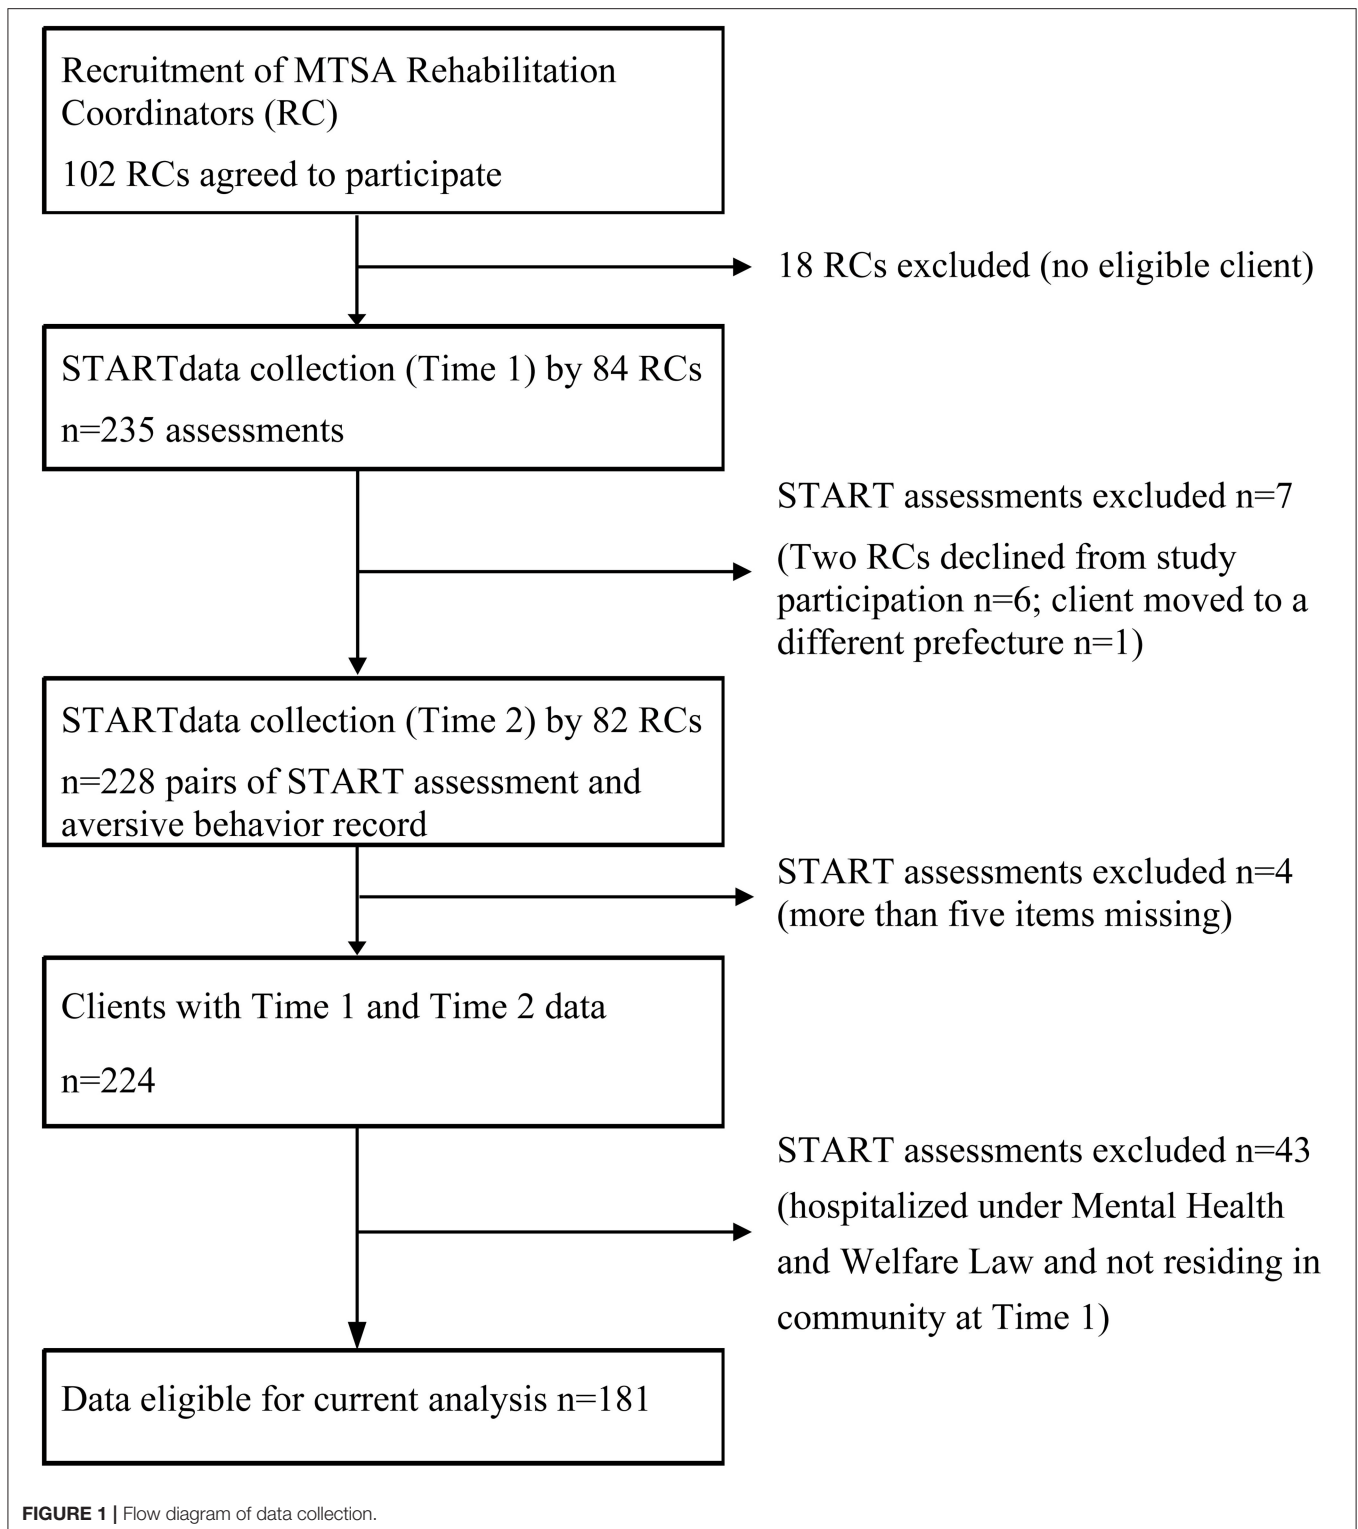 Recruitment of MTSA Rehabilitation
Coordinators (RC)
102 RCs agreed to participate
18 RCs excluded (no eligible client)
STARTdata collection (Time 1) by 84 RCs
n=235 assessments
START assessments excluded n=7
(Two RCs declined from study
participation n=6; client moved to a
different prefecture n=1)
STARTdata collection (Time 2) by 82 RCs
n=228 pairs of START assessment and
aversive behavior record
START assessments excluded n=4
(more than five items missing)
Clients with Time 1 and Time 2 data
n=224
START assessments excluded n=43
(hospitalized under Mental Health
and Welfare Law and not residing in
community at Time 1)
Data eligible for current analysis n=181
FIGURE 1 | Flow diagram of data collection.